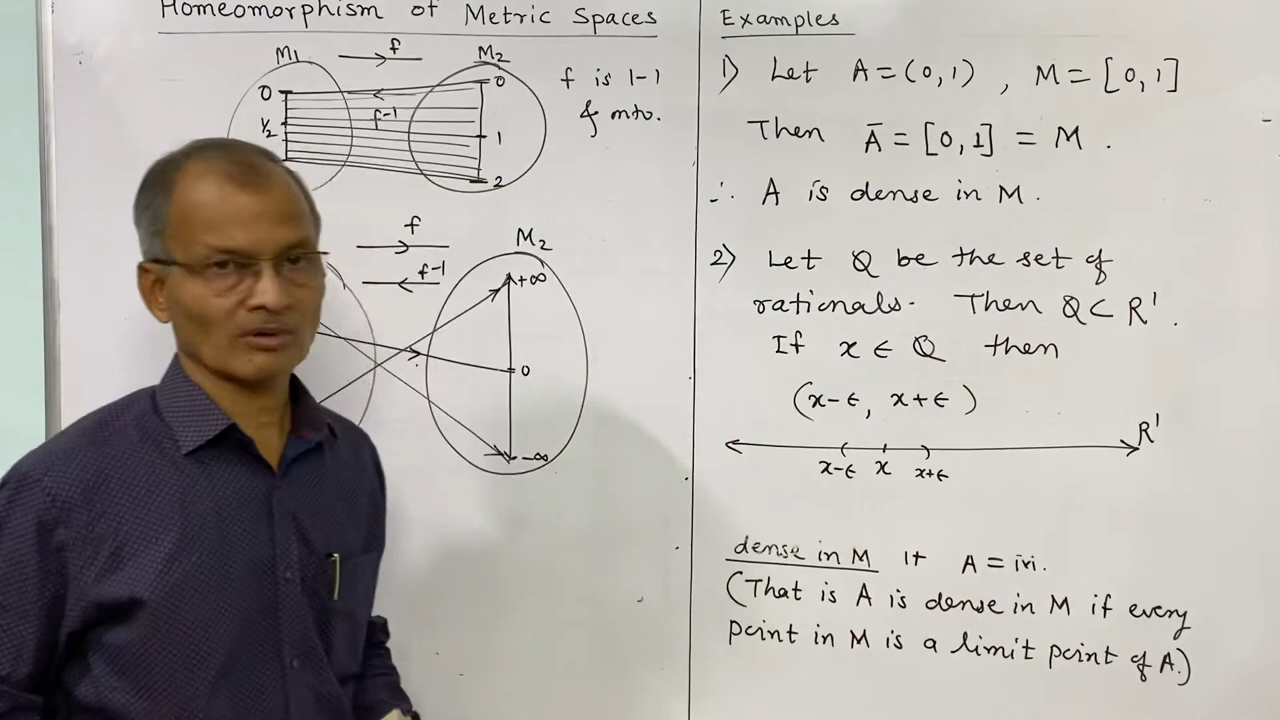 Homeomorphism of Metric Spaces
M1 f M2
0 0
f⁻¹
1/2 1
2
f is 1-1
& onto.
f
f⁻¹
M2
+∞
0
-∞
Examples
1) Let A = (0,1) , M = [0,1]
Then Ā = [0,1] = M .
∴ A is dense in M.
2) Let Q be the set of
rationals. Then Q ⊂ R'.
If x ∈ Q then
(x-ϵ, x+ϵ)
R'
x-ϵ x x+ϵ
dense in M
(That is A is dense in M if every
point in M is a limit point of A.)